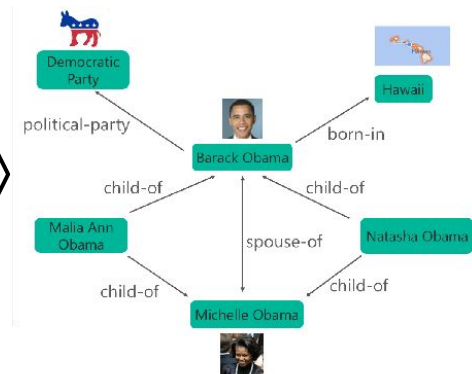 Democratic
Party
Hawaii
political-party
born-in
Barack Obama
child-of
child-of
Malia Ann
Obama
spouse-of
Natasha Obama
child-of
child-of
Michelle Obama